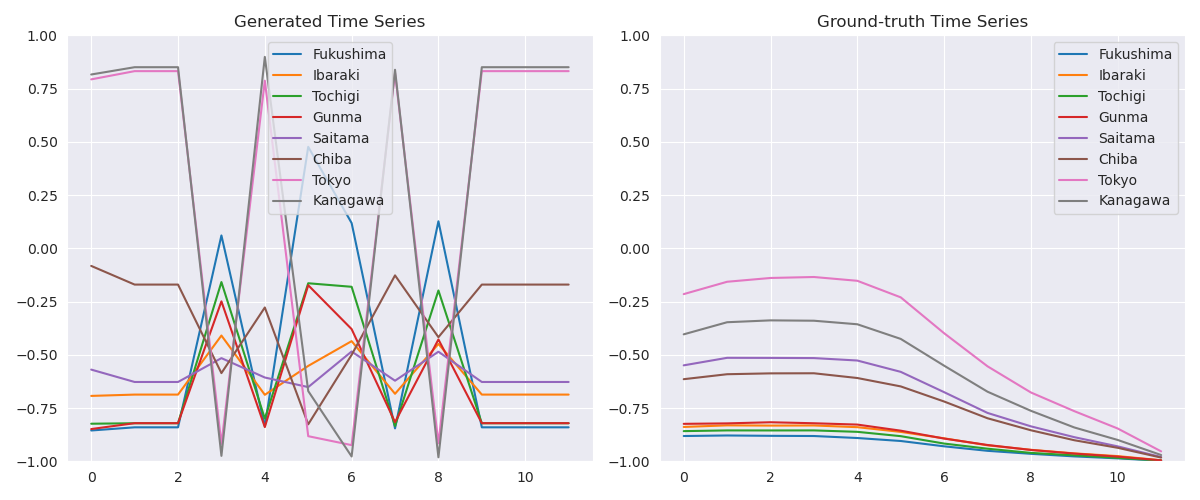 Generated Time Series
1.00
0.75
0.50
0.25
0.00
−0.25
−0.50
−0.75
−1.00
0
2
4
6
8
10
Fukushima
Ibaraki
Tochigi
Gunma
Saitama
Chiba
Tokyo
Kanagawa
Ground-truth Time Series
1.00
0.75
0.50
0.25
0.00
−0.25
−0.50
−0.75
−1.00
0
2
4
6
8
10
Fukushima
Ibaraki
Tochigi
Gunma
Saitama
Chiba
Tokyo
Kanagawa